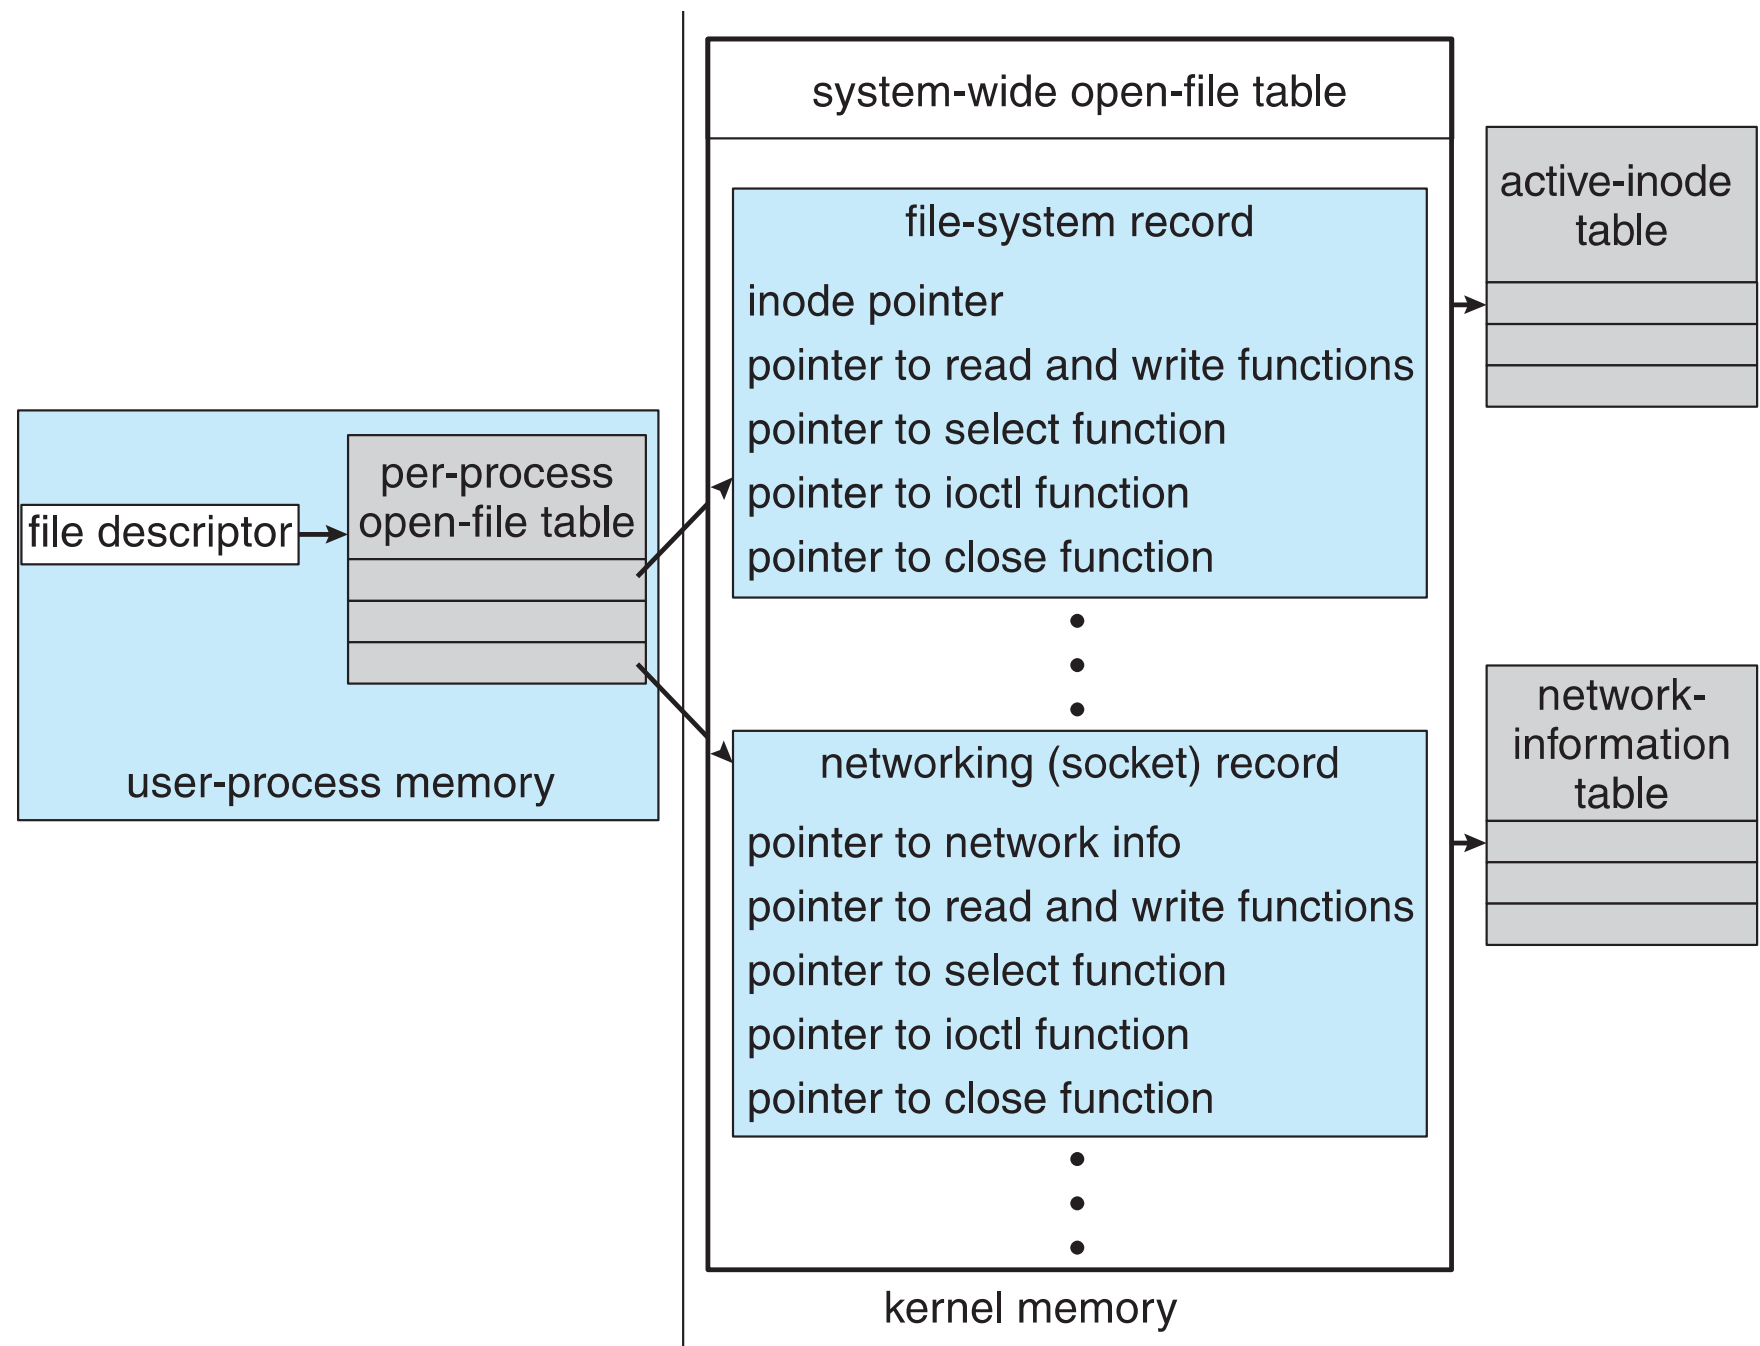 system-wide open-file table
file-system record
inode pointer
pointer to read and write functions
pointer to select function
pointer to ioctl function
pointer to close function
active-inode
table
file descriptor
per-process
open-file table
user-process memory
networking (socket) record
pointer to network info
pointer to read and write functions
pointer to select function
pointer to ioctl function
pointer to close function
network-
information
table
kernel memory